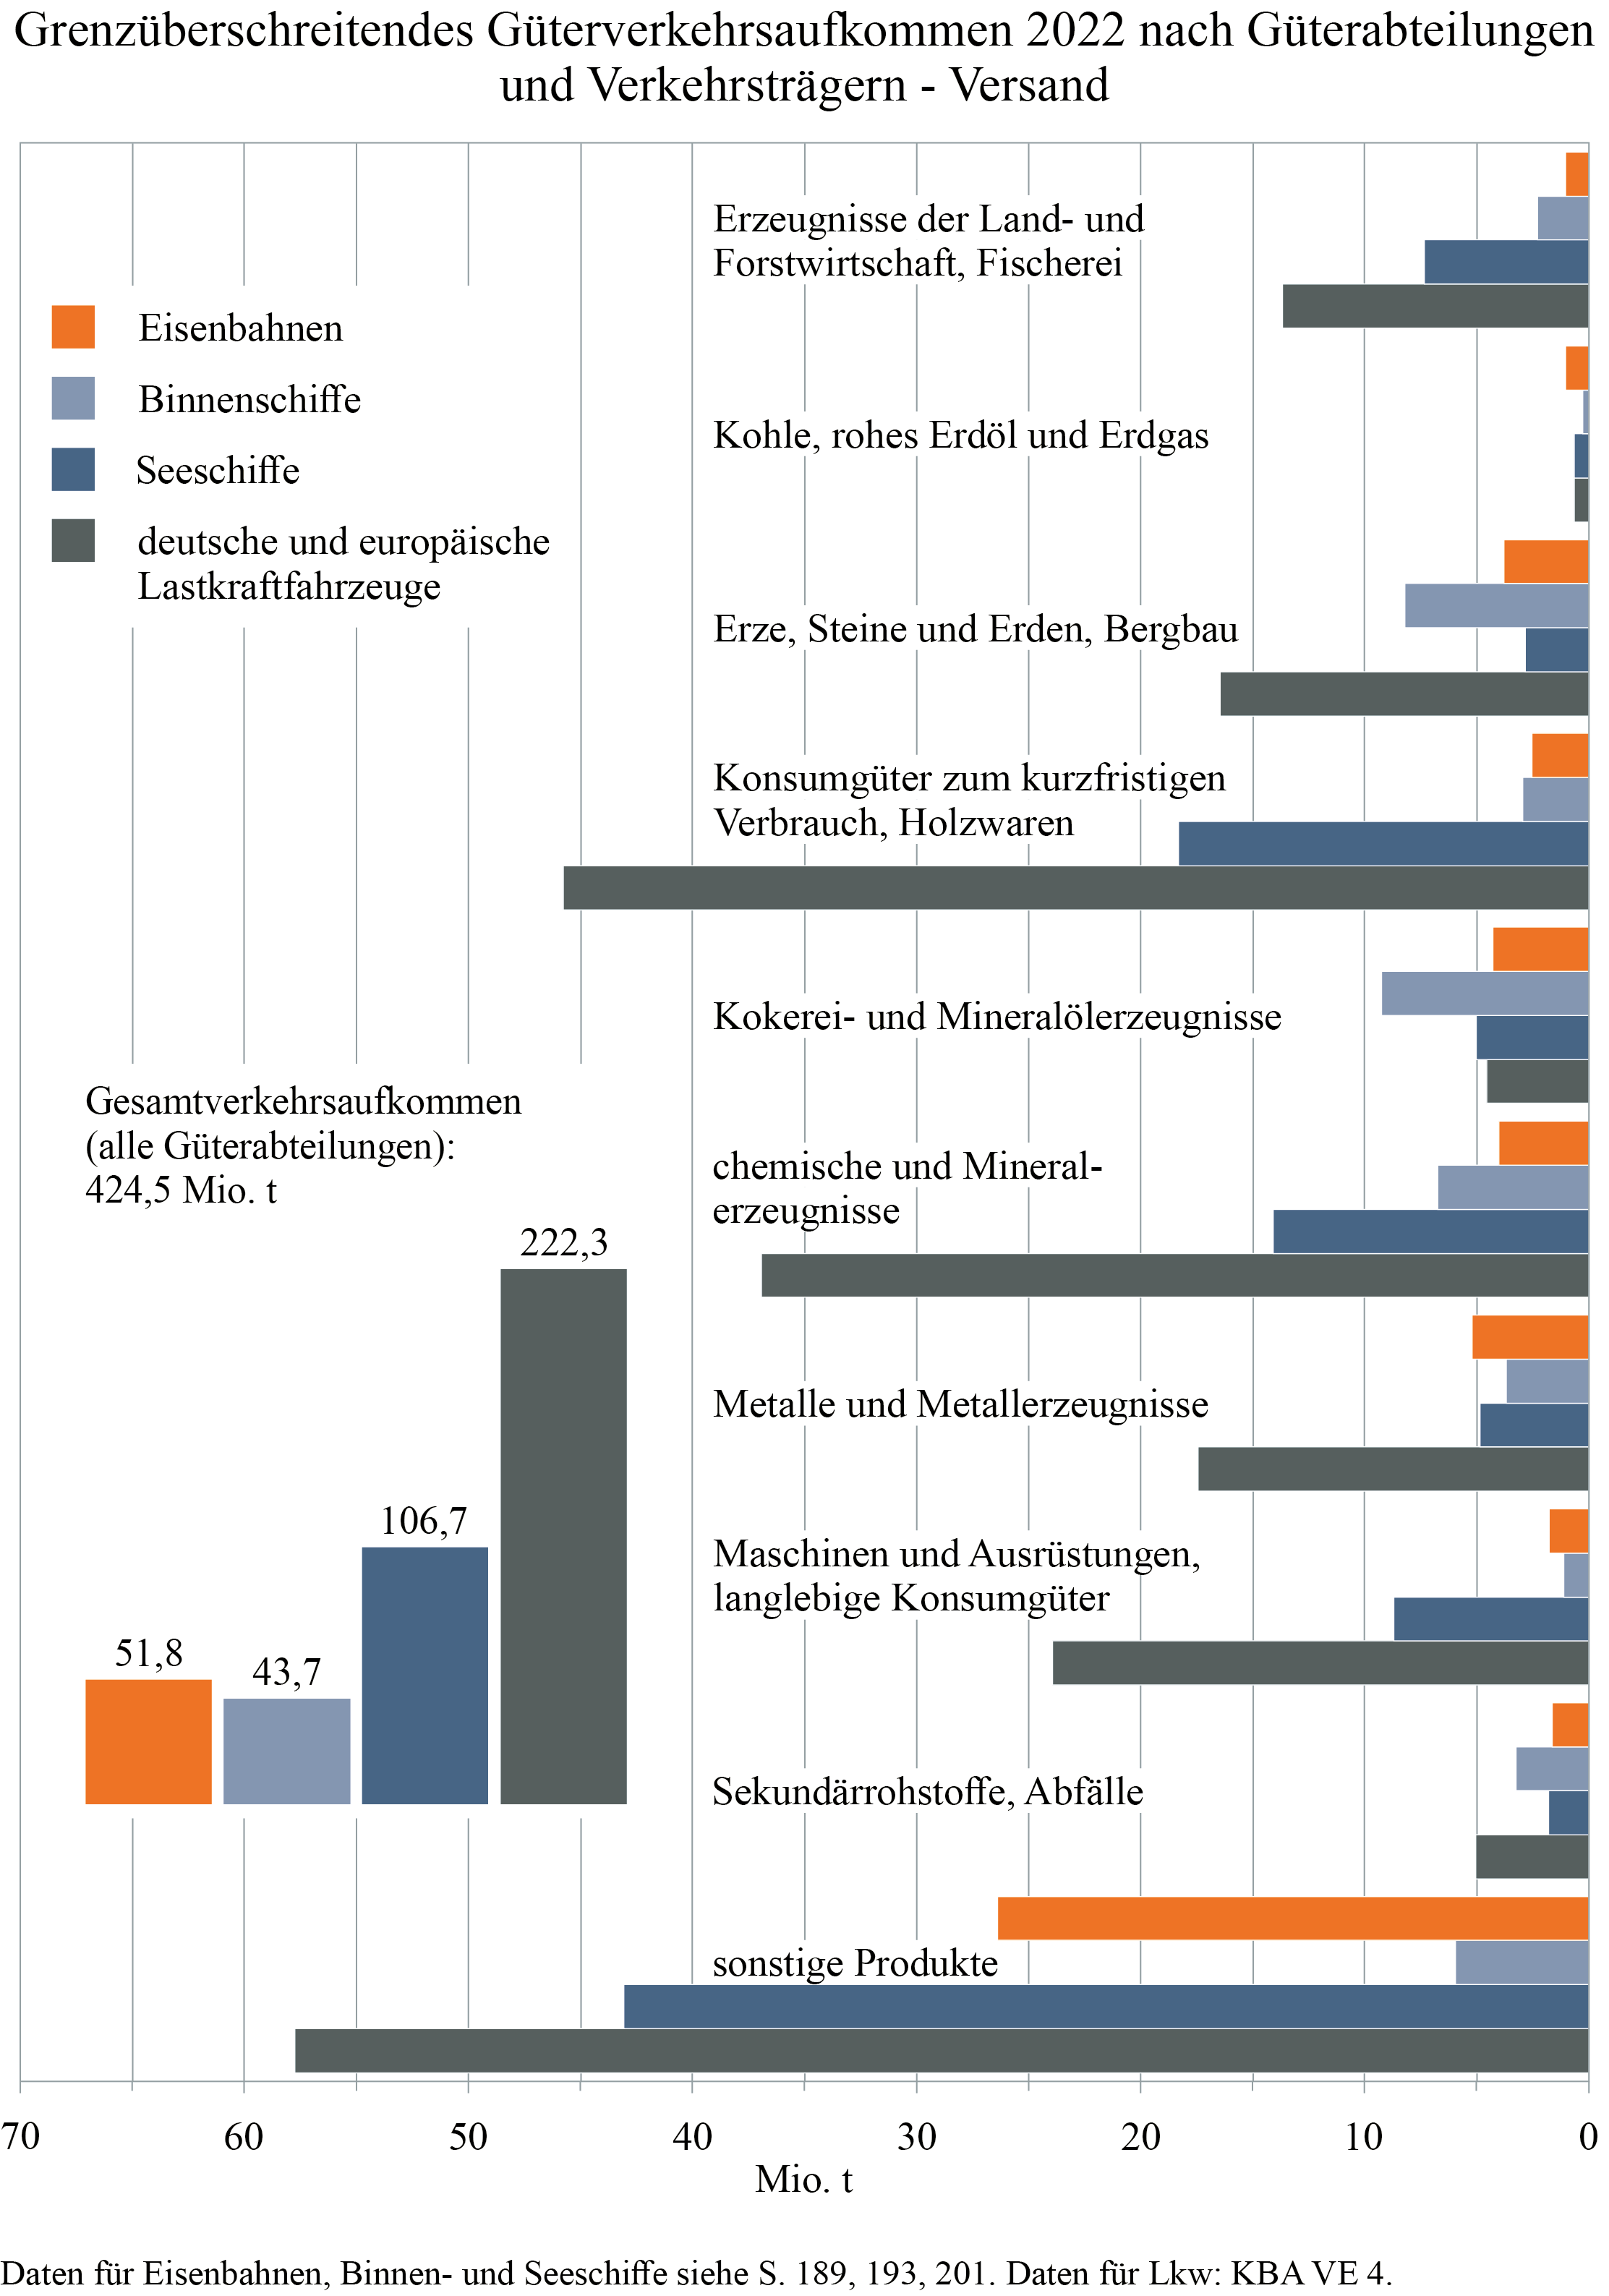 Grenzüberschreitendes Güterverkehrsaufkommen 2022 nach Güterabteilungen
und Verkehrsträgern - Versand
Erzeugnisse der Land- und
Forstwirtschaft, Fischerei
Eisenbahnen
Binnenschiffe
Seeschiffe
deutsche und europäische
Lastkraftfahrzeuge
Kohle, rohes Erdöl und Erdgas
Erze, Steine und Erden, Bergbau
Konsumgüter zum kurzfristigen
Verbrauch, Holzwaren
Kokerei- und Mineralölerzeugnisse
Gesamtverkehrsaufkommen
(alle Güterabteilungen):
424,5 Mio. t
chemische und Mineral-
erzeugnisse
222,3
Metalle und Metallerzeugnisse
106,7
Maschinen und Ausrüstungen,
langlebige Konsumgüter
51,8
43,7
Sekundärrohstoffe, Abfälle
sonstige Produkte
70 60 50 40 30 20 10 0
Mio. t
Daten für Eisenbahnen, Binnen- und Seeschiffe siehe S. 189, 193, 201. Daten für Lkw: KBA VE 4.